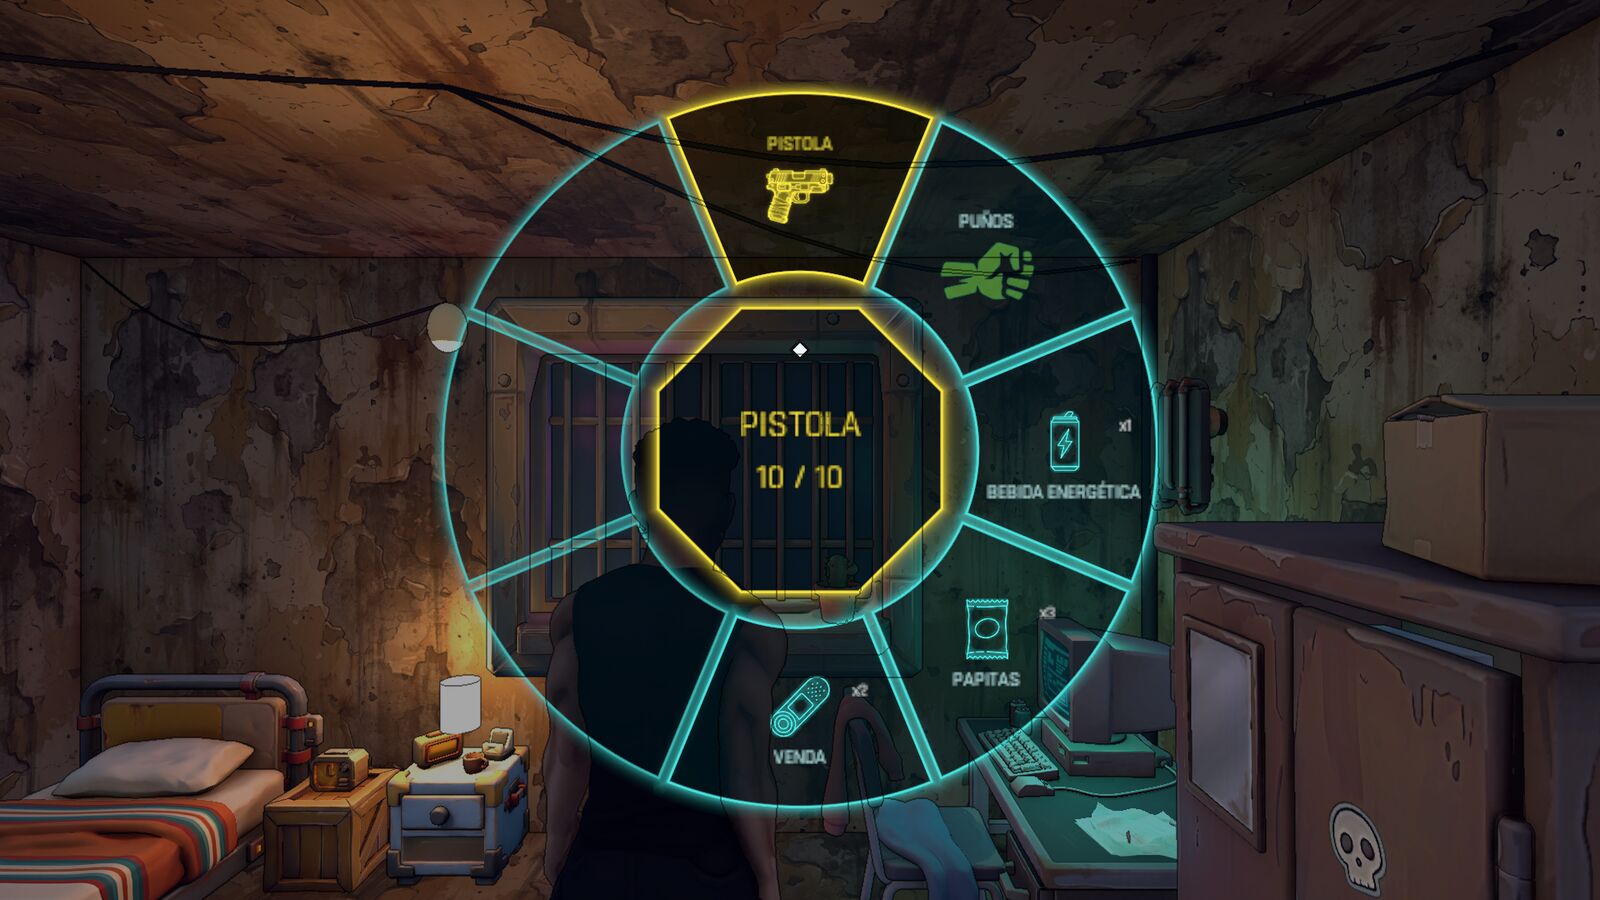 PISTOLA
PUÑOS
x1
BEBIDA ENERGÉTICA
PISTOLA
10 / 10
x3
PAPITAS
x2
VENDA